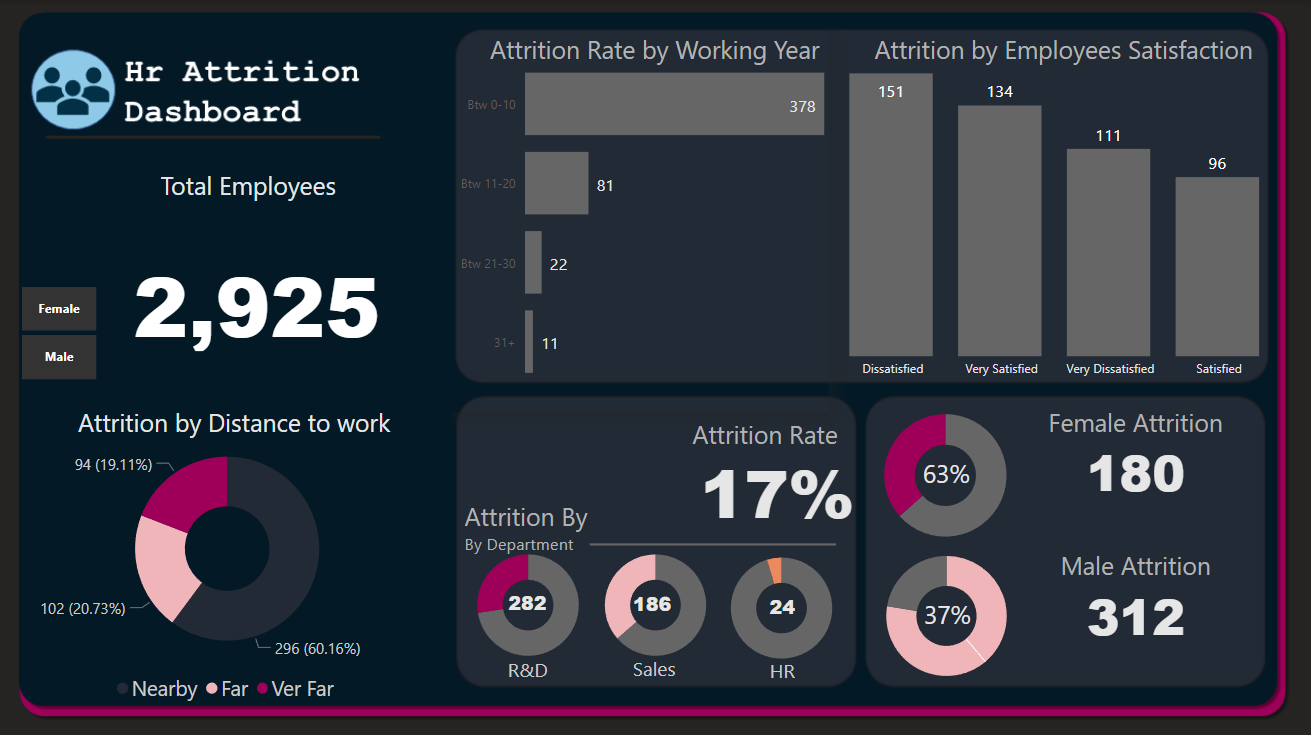 Hr Attrition
Dashboard
Total Employees
2,925
Female
Male
Attrition by Distance to work
94 (19.11%)
102 (20.73%)
296 (60.16%)
Nearby Far Ver Far
Attrition Rate by Working Year
Btw 0-10
378
Btw 11-20
81
Btw 21-30
22
31+
11
Attrition by Employees Satisfaction
151
134
111
96
Dissatisfied
Very Satisfied
Very Dissatisfied
Satisfied
Attrition Rate
17%
Attrition By
By Department
282
186
24
R&D
Sales
HR
63%
Female Attrition
180
37%
Male Attrition
312